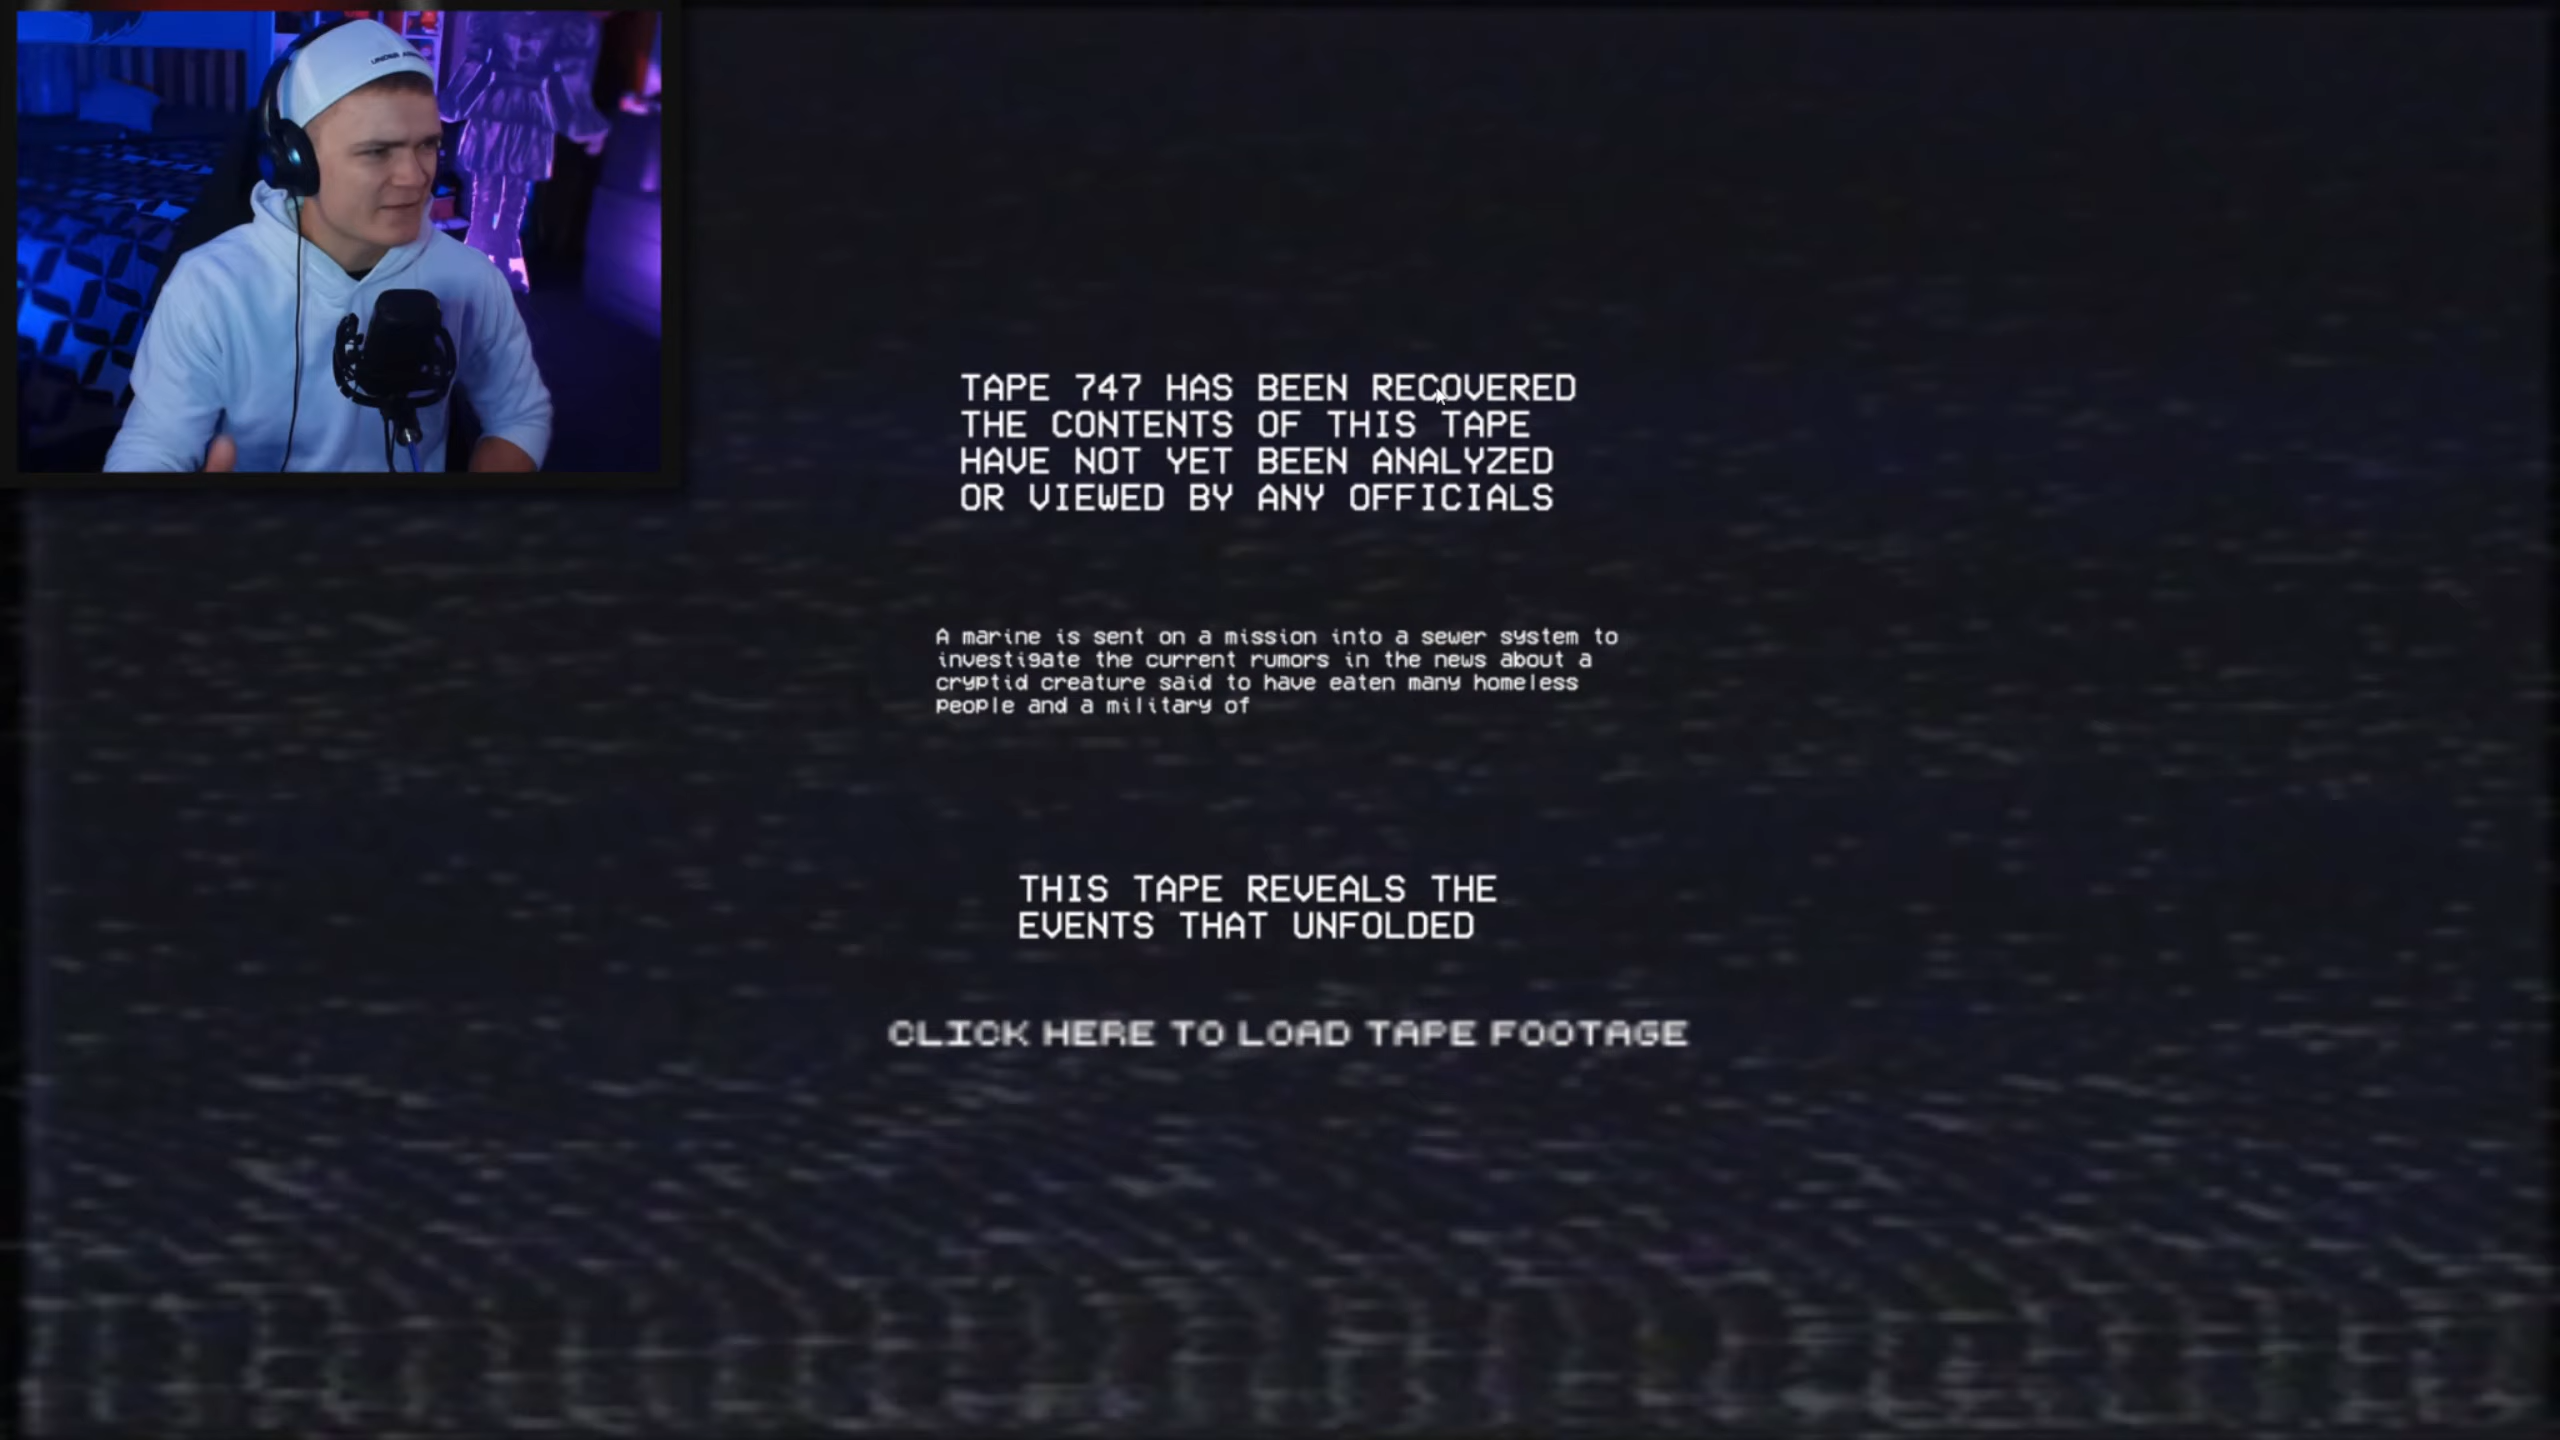 TAPE 747 HAS BEEN RECOVERED
THE CONTENTS OF THIS TAPE
HAVE NOT YET BEEN ANALYZED
OR VIEWED BY ANY OFFICIALS
A marine is sent on a mission into a sewer system to
investigate the current rumors in the news about a
cryptid creature said to have eaten many homeless
people and a military of
THIS TAPE REVEALS THE
EVENTS THAT UNFOLDED
CLICK HERE TO LOAD TAPE FOOTAGE